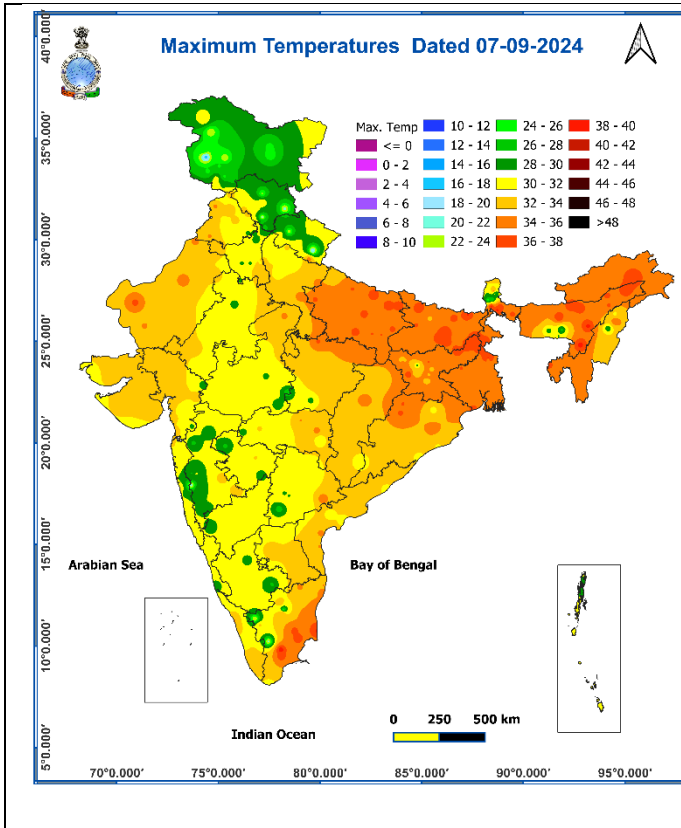 Maximum Temperatures Dated 07-09-2024
Max. Temp
<= 0
0 - 2
2 - 4
4 - 6
6 - 8
8 - 10
10 - 12
12 - 14
14 - 16
16 - 18
18 - 20
20 - 22
22 - 24
24 - 26
26 - 28
28 - 30
30 - 32
32 - 34
34 - 36
36 - 38
38 - 40
40 - 42
42 - 44
44 - 46
46 - 48
>48
40°0.000'
35°0.000'
30°0.000'
25°0.000'
20°0.000'
15°0.000'
10°0.000'
5°0.000'
Arabian Sea
Bay of Bengal
Indian Ocean
0 250 500 km
70°0.000' 75°0.000' 80°0.000' 85°0.000' 90°0.000' 95°0.000'